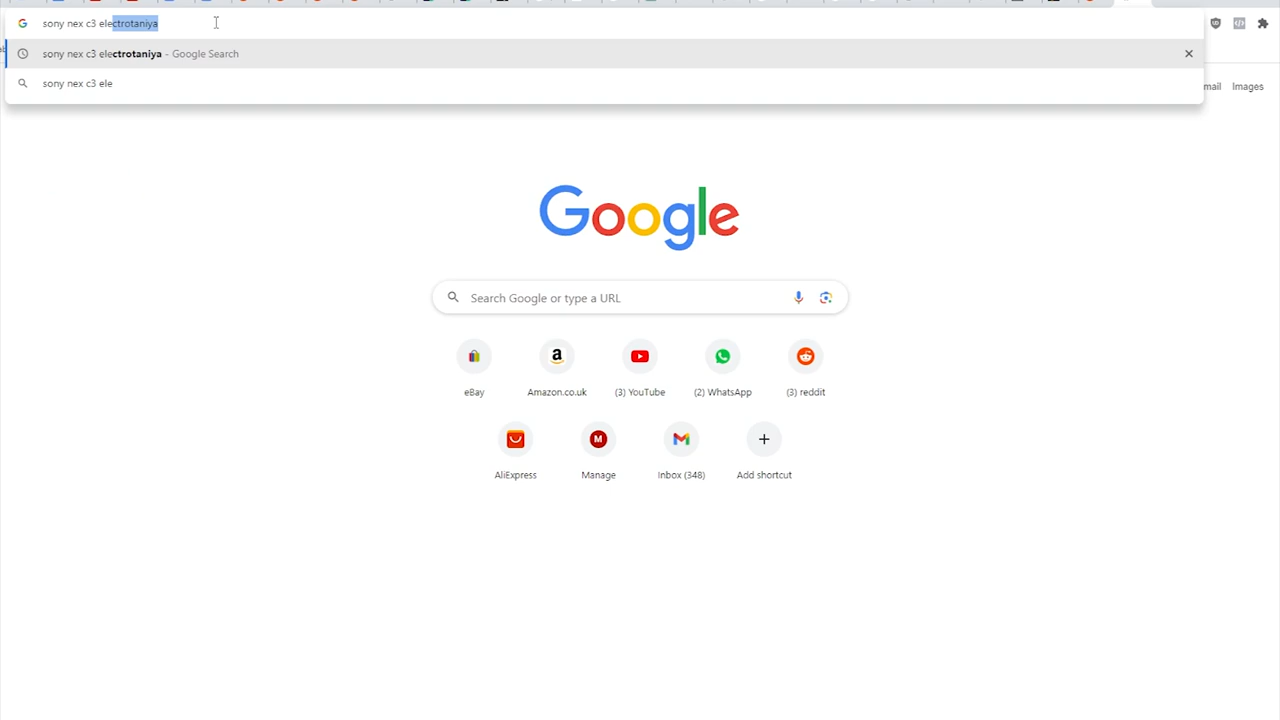 sony nex c3 electrotaniya
sony nex c3 electrotaniya - Google Search
sony nex c3 ele
mail Images
Google
Search Google or type a URL
eBay Amazon.co.uk (3) YouTube (2) WhatsApp (3) reddit
AliExpress Manage Inbox (348) Add shortcut